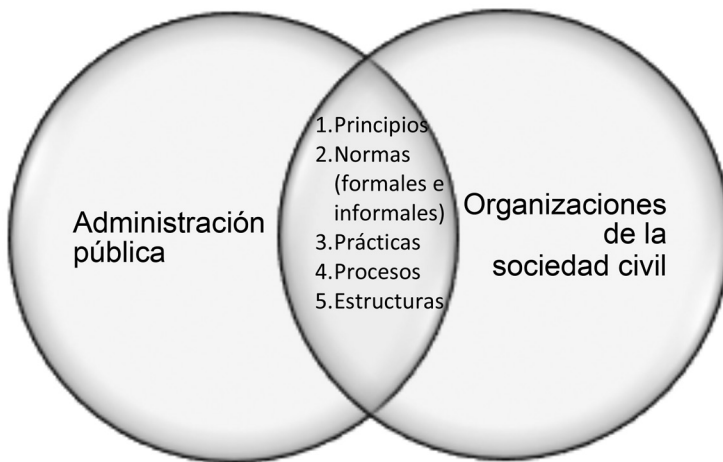 Administración
pública
1.Principios
2.Normas
(formales e
informales)
3.Prácticas
4.Procesos
5.Estructuras
Organizaciones
de la
sociedad civil